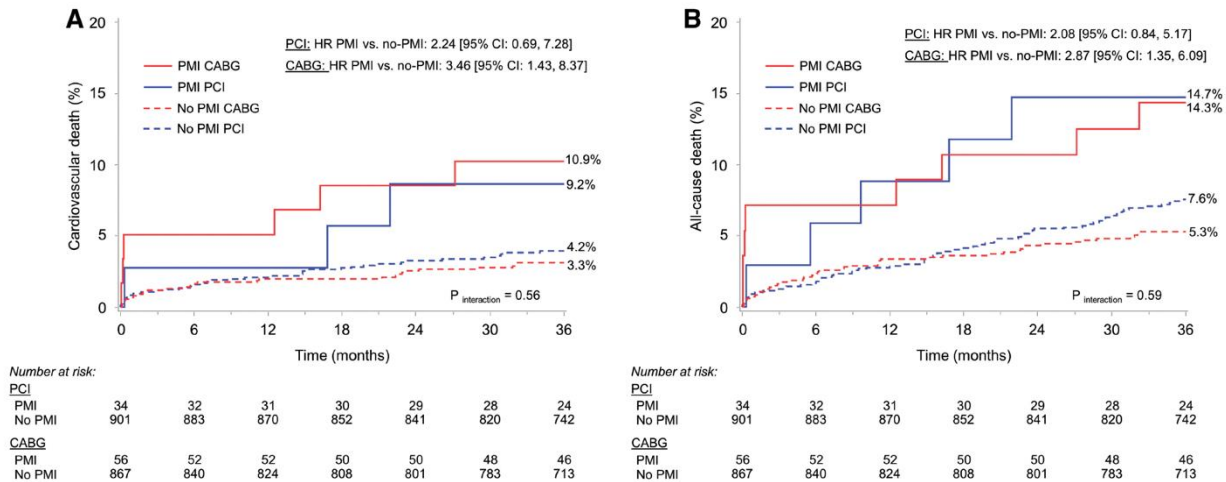 A
20
15
10
5
0
Cardiovascular death (%)
PCI: HR PMI vs. no-PMI: 2.24 [95% CI: 0.69, 7.28]
CABG: HR PMI vs. no-PMI: 3.46 [95% CI: 1.43, 8.37]
PMI CABG
PMI PCI
No PMI CABG
No PMI PCI
10.9%
9.2%
4.2%
3.3%
P interaction = 0.56
0 6 12 18 24 30 36
Time (months)
Number at risk:
PCI
PMI 34 32 31 30 29 28 24
No PMI 901 883 870 852 841 820 742
CABG
PMI 56 52 52 50 50 48 46
No PMI 867 840 824 808 801 783 713
B
20
15
10
5
0
All-cause death (%)
PCI: HR PMI vs. no-PMI: 2.08 [95% CI: 0.84, 5.17]
CABG: HR PMI vs. no-PMI: 2.87 [95% CI: 1.35, 6.09]
PMI CABG
PMI PCI
No PMI CABG
No PMI PCI
14.7%
14.3%
7.6%
5.3%
P interaction = 0.59
0 6 12 18 24 30 36
Time (months)
Number at risk:
PCI
PMI 34 32 31 30 29 28 24
No PMI 901 883 870 852 841 820 742
CABG
PMI 56 52 52 50 50 48 46
No PMI 867 840 824 808 801 783 713